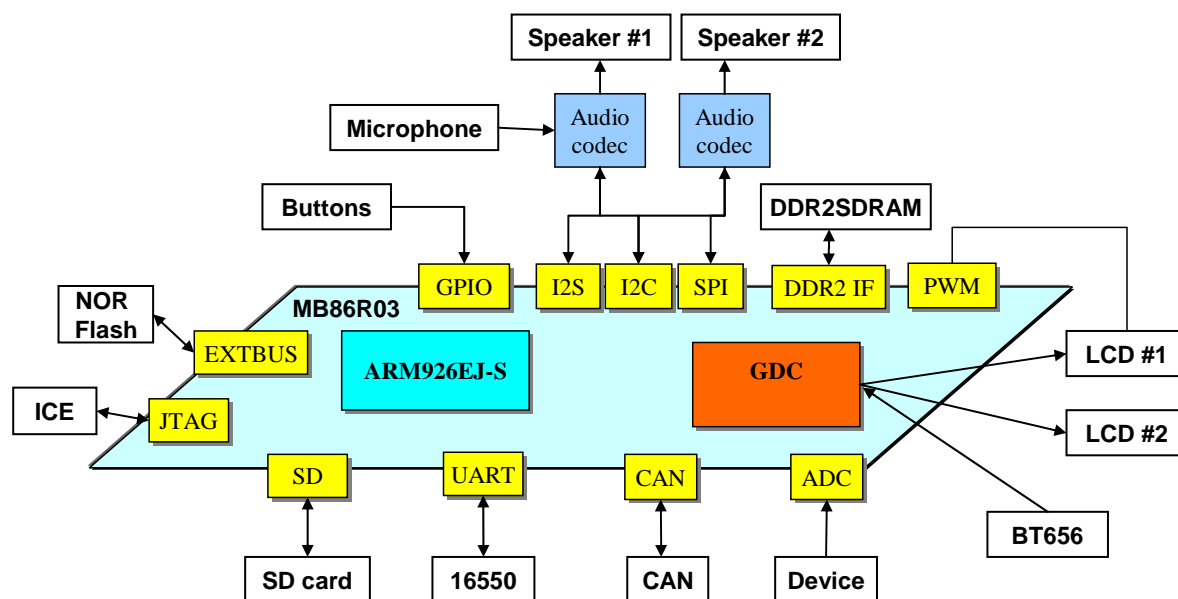 Speaker #1
Speaker #2
Microphone
Audio
codec
Audio
codec
Buttons
DDR2SDRAM
GPIO
I2S
I2C
SPI
DDR2 IF
PWM
NOR
Flash
MB86R03
EXTBUS
ARM926EJ-S
GDC
LCD #1
ICE
JTAG
LCD #2
SD
UART
CAN
ADC
BT656
SD card
16550
CAN
Device